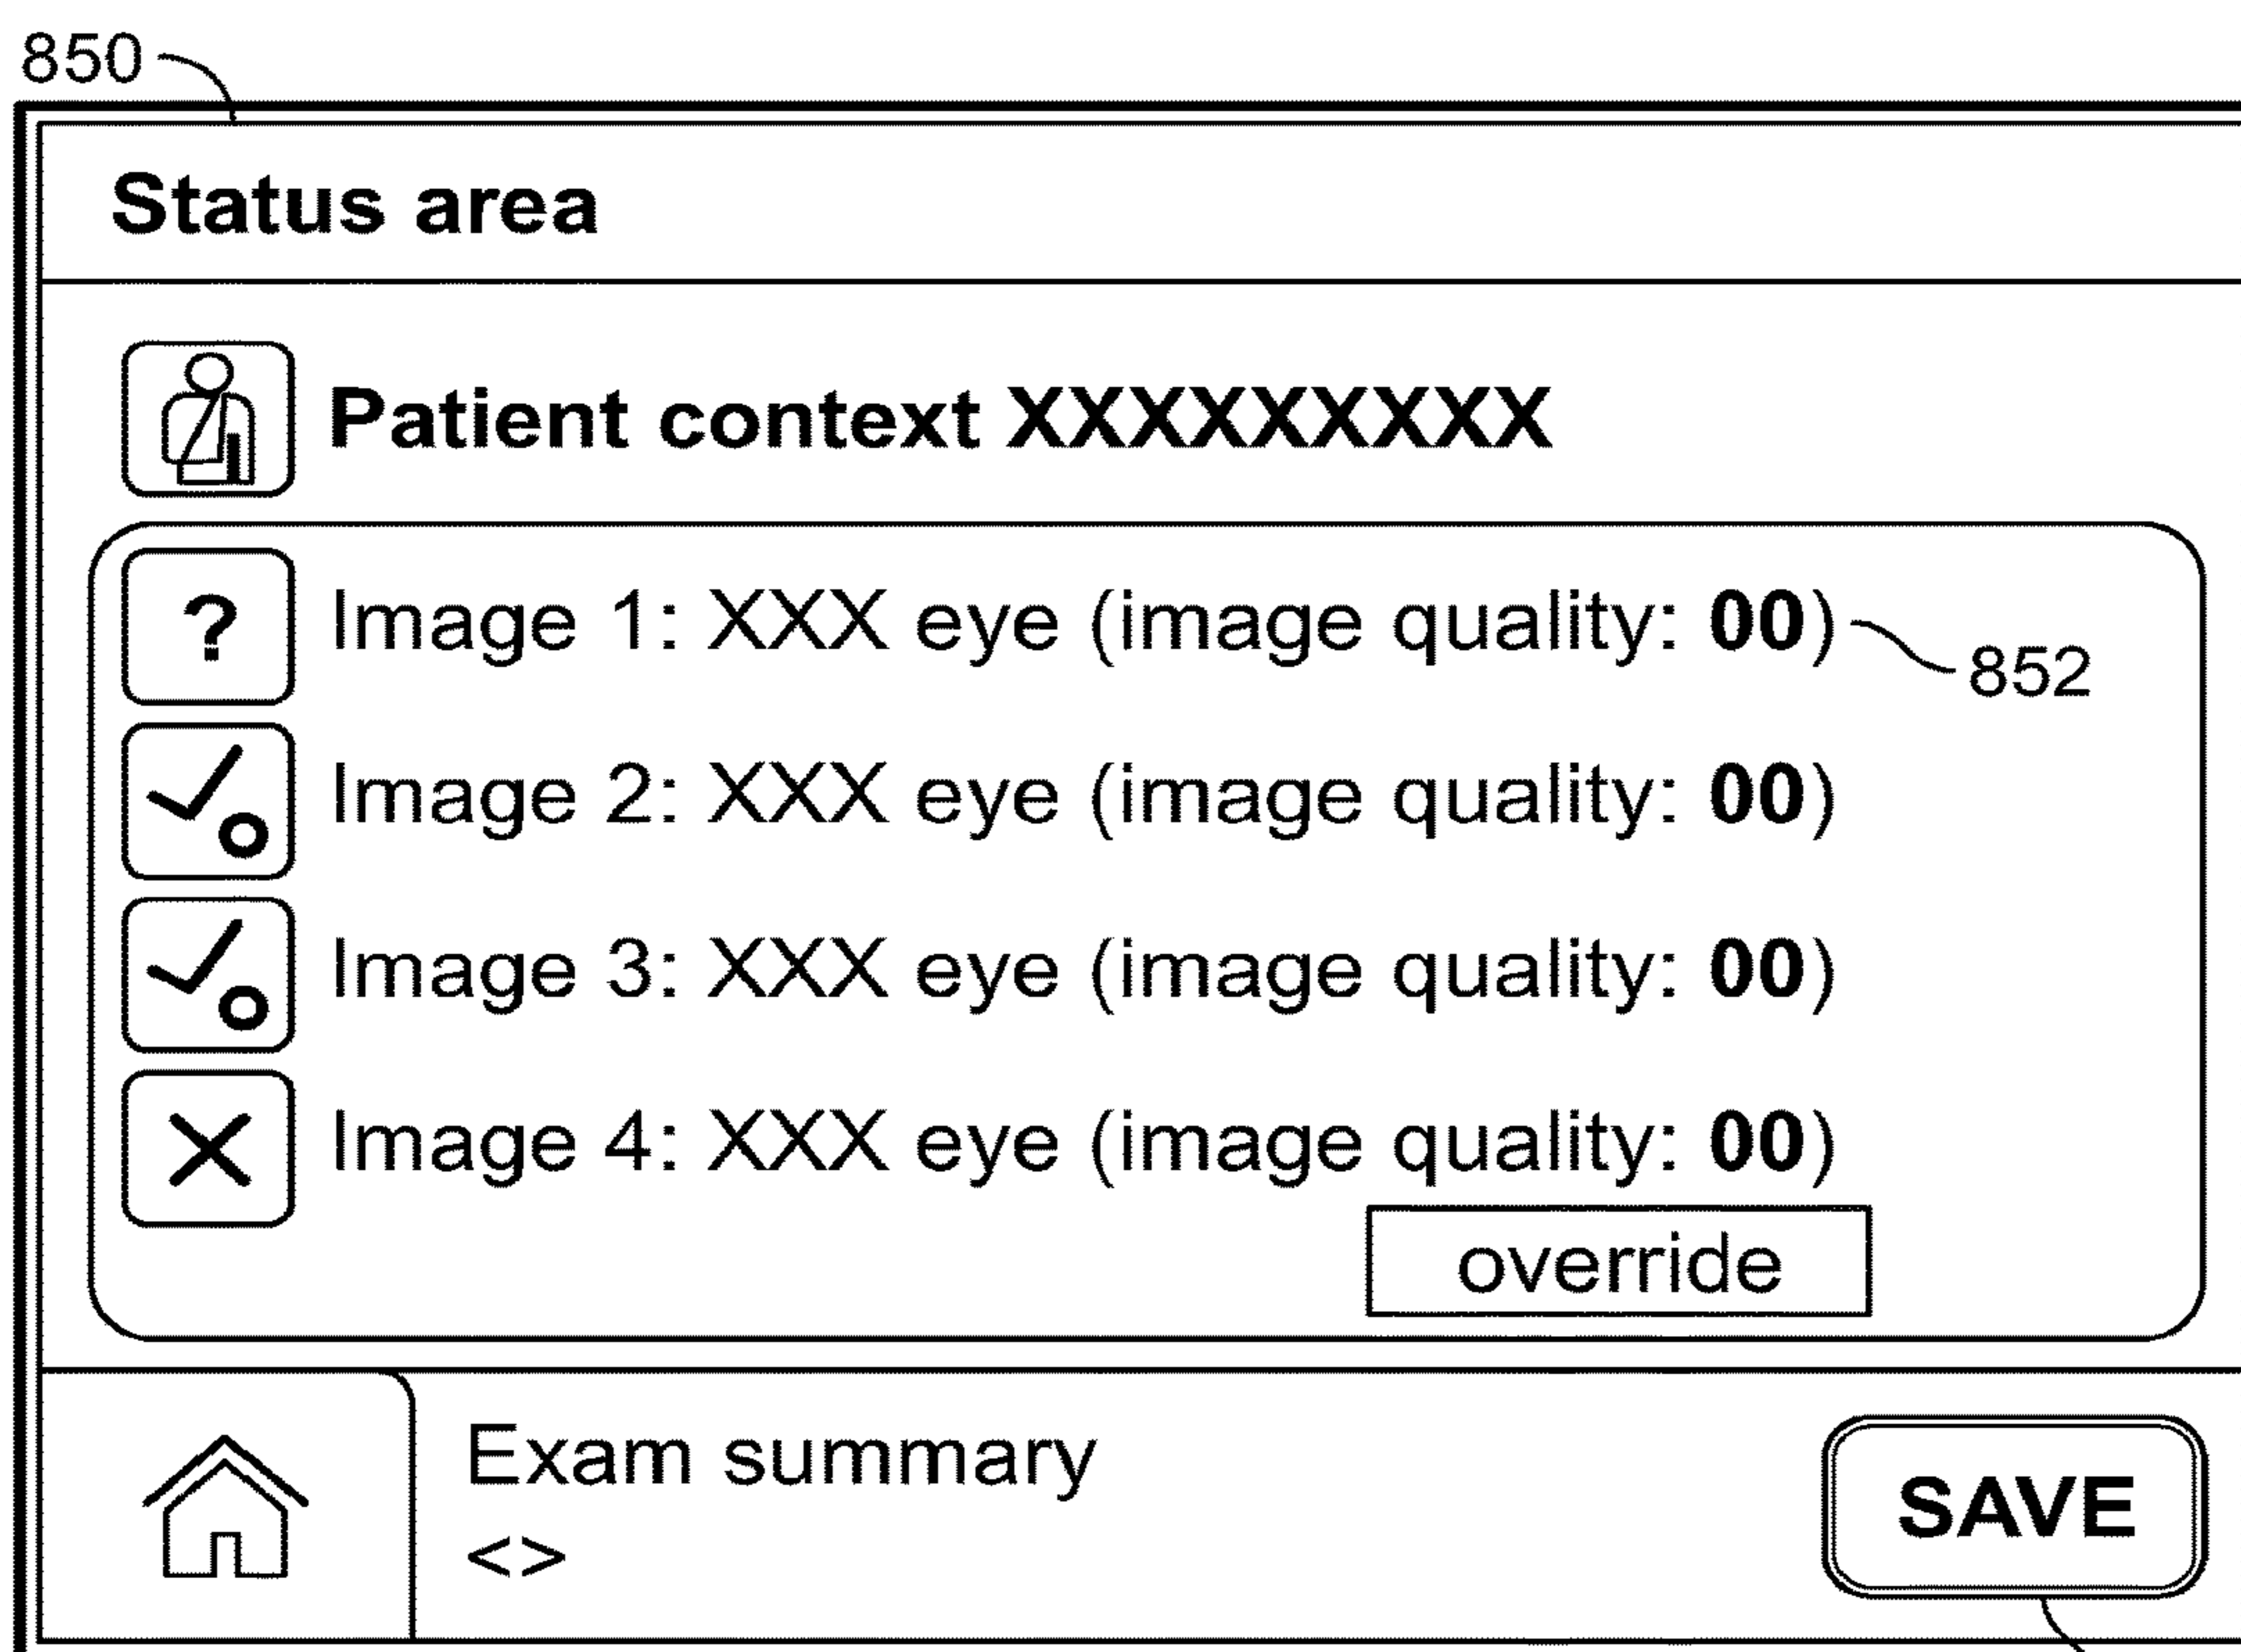 850
Status area
Patient context XXXXXXXXX
? Image 1: XXX eye (image quality: 00)
852
Image 2: XXX eye (image quality: 00)
Image 3: XXX eye (image quality: 00)
Image 4: XXX eye (image quality: 00)
override
Exam summary
<>
SAVE